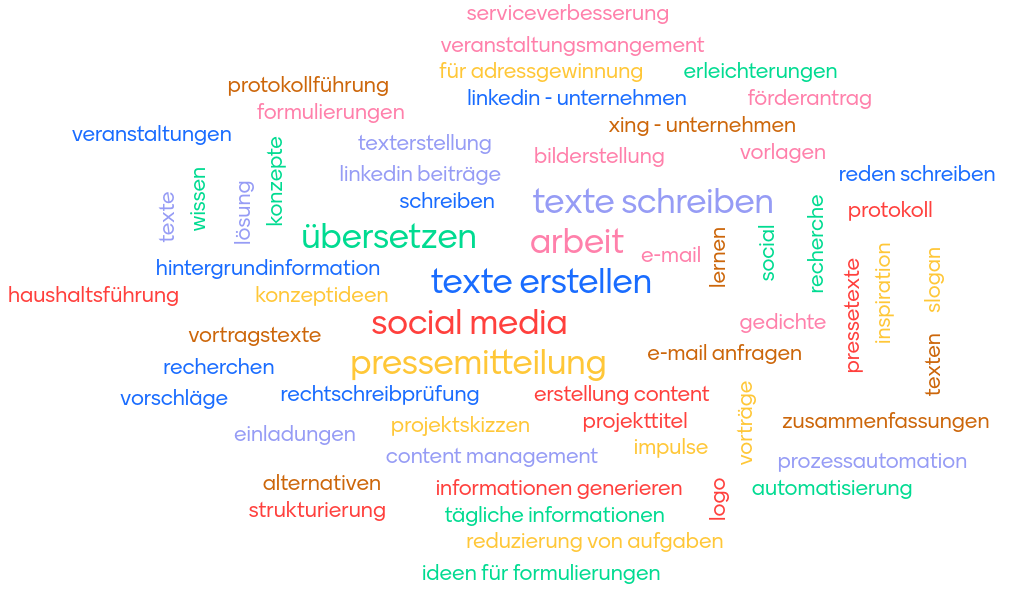 serviceverbesserung
veranstaltungsmangement
für adressgewinnung
erleichterungen
protokollführung
linkedin - unternehmen
förderantrag
formulierungen
xing - unternehmen
veranstaltungen
texterstellung
bilderstellung
vorlagen
konzepte
linkedin beiträge
reden schreiben
wissen
texte
lösung
schreiben
texte schreiben
recherche
protokoll
übersetzen
arbeit
e-mail
lernen
social
hintergrundinformation
texte erstellen
inspiration
slogan
haushaltsführung
konzeptideen
pressetexte
social media
gedichte
vortragstexte
pressemitteilung
e-mail anfragen
texten
recherchen
vorschläge
rechtschreibprüfung
erstellung content
vorträge
einladungen
projektskizzen
projekttitel
zusammenfassungen
impulse
content management
prozessautomation
alternativen
informationen generieren
logo
automatisierung
strukturierung
tägliche informationen
reduzierung von aufgaben
ideen für formulierungen